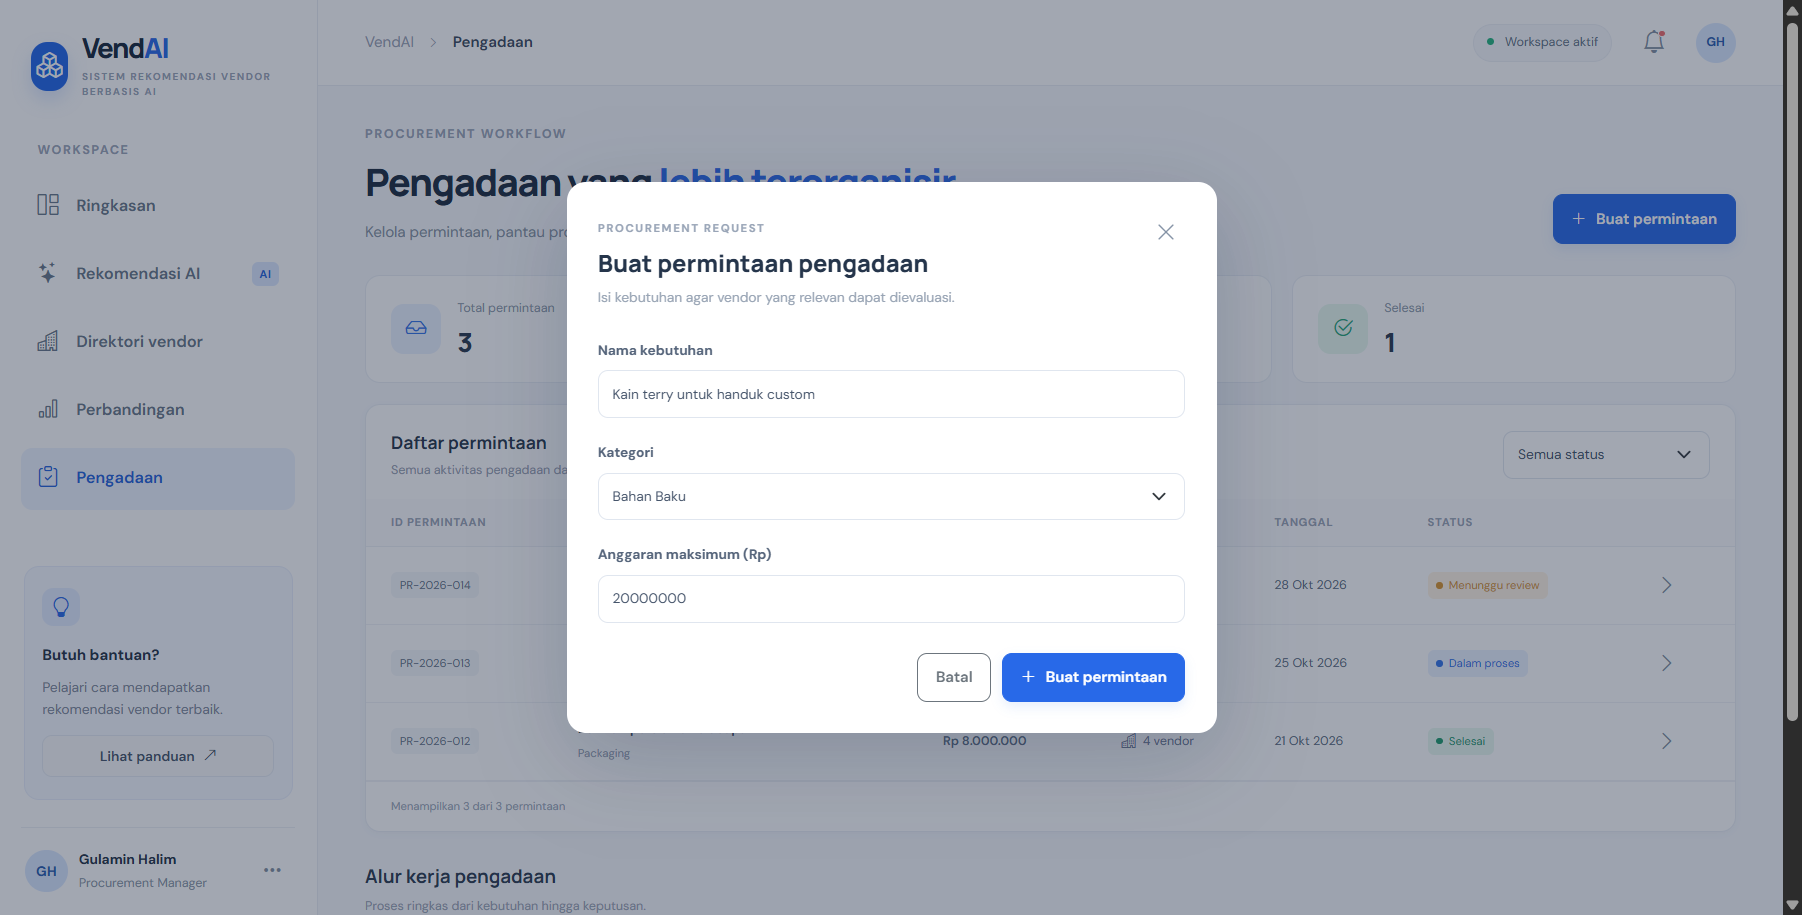 VendAI
SISTEM REKOMENDASI VENDOR
BERBASIS AI
WORKSPACE
Ringkasan
Rekomendasi AI
AI
Direktori vendor
Perbandingan
Pengadaan
Butuh bantuan?
Pelajari cara mendapatkan
rekomendasi vendor terbaik.
Lihat panduan
GH
Gulamin Halim
Procurement Manager
VendAI
Pengadaan
Workspace aktif
GH
PROCUREMENT WORKFLOW
Pengadaan yang lebih terorganisir
Kelola permintaan, pantau
+ Buat permintaan
Total permintaan
3
Selesai
1
Daftar permintaan
Semua aktivitas pengadaan
Semua status
ID PERMINTAAN
TANGGAL
STATUS
PR-2026-014
28 Okt 2026
Menunggu review
PR-2026-013
25 Okt 2026
Dalam proses
PR-2026-012
Packaging
Rp 8.000.000
4 vendor
21 Okt 2026
Selesai
Menampilkan 3 dari 3 permintaan
Alur kerja pengadaan
Proses ringkas dari kebutuhan hingga keputusan.
PROCUREMENT REQUEST
Buat permintaan pengadaan
Isi kebutuhan agar vendor yang relevan dapat dievaluasi.
Nama kebutuhan
Kain terry untuk handuk custom
Kategori
Bahan Baku
Anggaran maksimum (Rp)
20000000
Batal
+ Buat permintaan